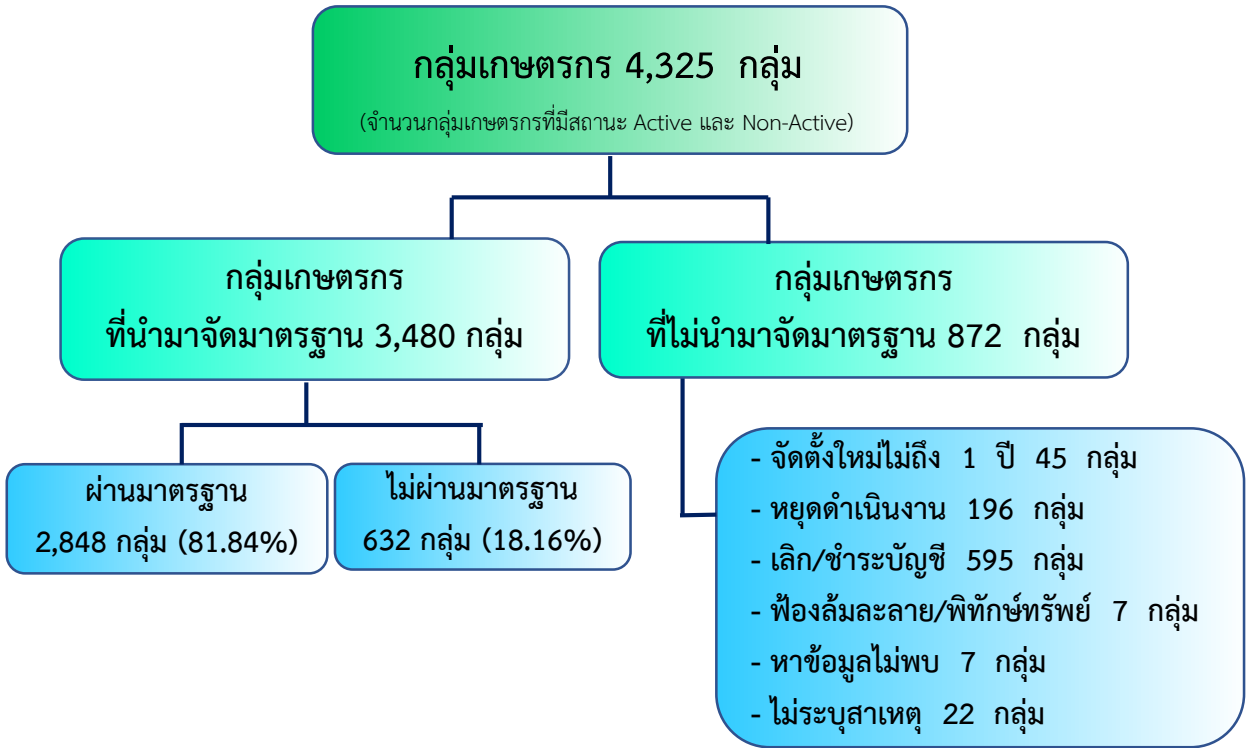 กลุ่มเกษตรกร 4,325 กลุ่ม
(จำนวนกลุ่มเกษตรกรที่มีสถานะ Active และ Non-Active)
กลุ่มเกษตรกร
ที่นำมาจัดมาตรฐาน 3,480 กลุ่ม
กลุ่มเกษตรกร
ที่ไม่นำมาจัดมาตรฐาน 872 กลุ่ม
ผ่านมาตรฐาน
2,848 กลุ่ม (81.84%)
ไม่ผ่านมาตรฐาน
632 กลุ่ม (18.16%)
- จัดตั้งใหม่ไม่ถึง 1 ปี 45 กลุ่ม
- หยุดดำเนินงาน 196 กลุ่ม
- เลิก/ชำระบัญชี 595 กลุ่ม
- ฟ้องล้มละลาย/พิทักษ์ทรัพย์ 7 กลุ่ม
- หาข้อมูลไม่พบ 7 กลุ่ม
- ไม่ระบุสาเหตุ 22 กลุ่ม